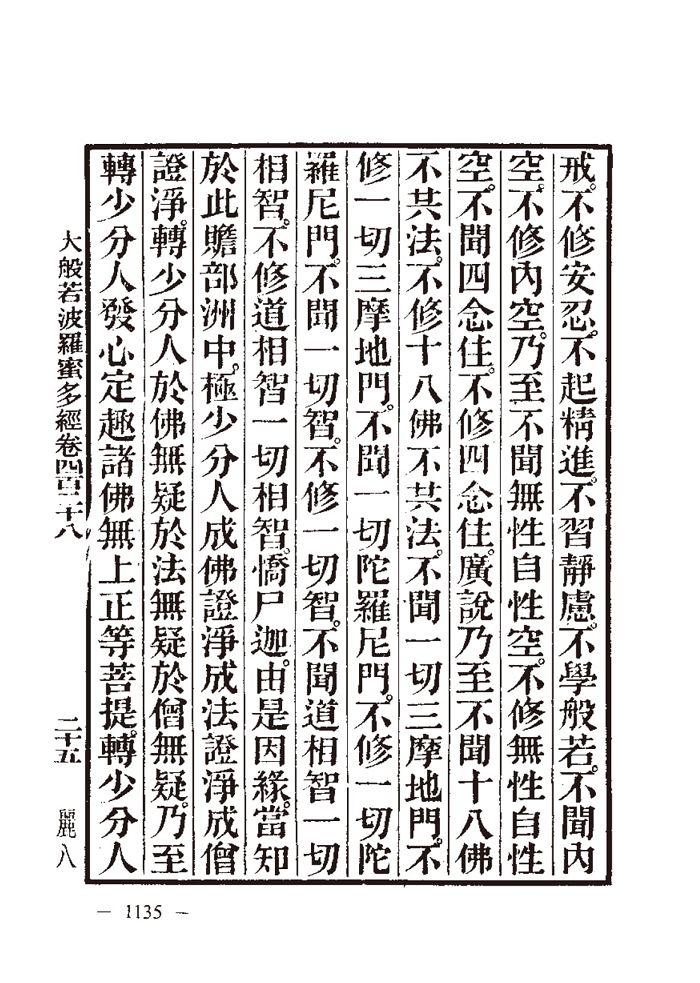 戒。不修安忍。不起精進。不習靜慮。不學般若。不聞內
空。不修內空。乃至不聞無性自性空。不修無性自性
空。不聞四念住。不修四念住。廣說乃至不聞十八佛
不共法。不修十八佛不共法。不聞一切三摩地門。不
修一切三摩地門。不聞一切陀羅尼門。不修一切陀
羅尼門。不聞一切智。不修一切智。不聞道相智一切
相智。不修道相智一切相智。憍尸迦。由是因緣。當知
於此贍部洲中。極少分人成佛證淨成法證淨成僧
證淨。轉少分人於佛無疑於法無疑於僧無疑。乃至
轉少分人發心定趣諸佛無上正等菩提。轉少分人
大般若波羅蜜多經卷四百二十八 二十五 麗八
— 1135 —